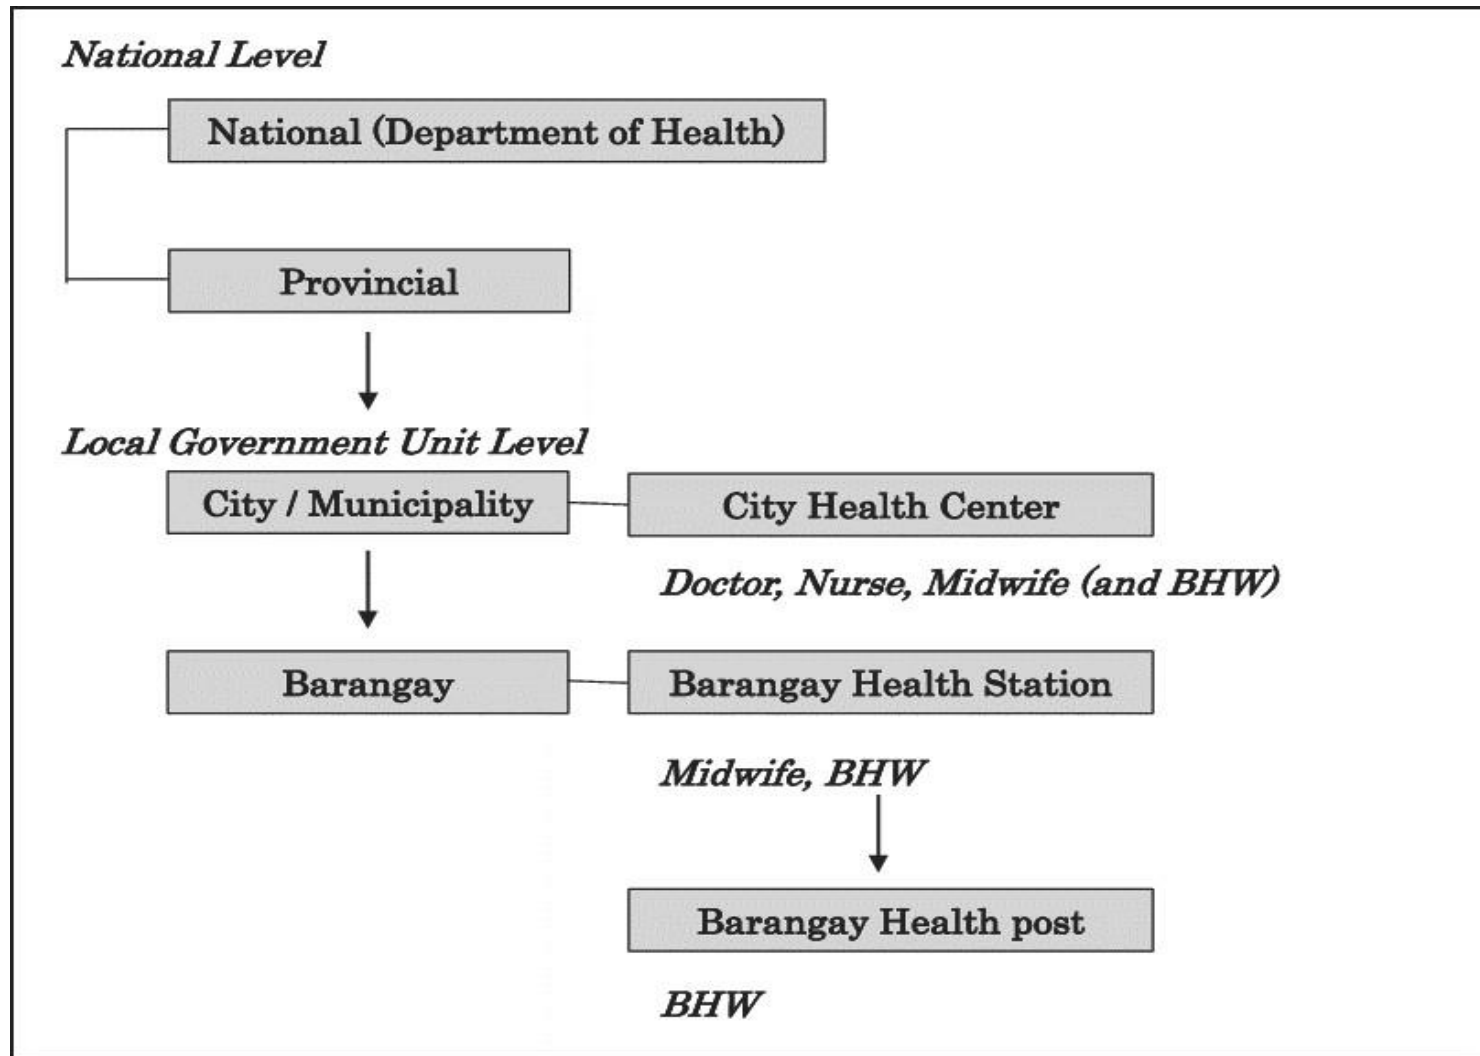 National Level
National (Department of Health)
Provincial
Local Government Unit Level
City / Municipality
City Health Center
Doctor, Nurse, Midwife (and BHW)
Barangay
Barangay Health Station
Midwife, BHW
Barangay Health post
BHW